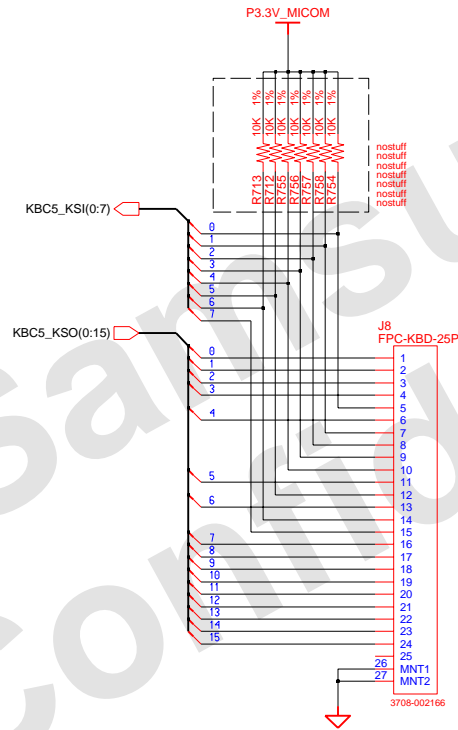 P3.3V_MICOM
10K 1%
10K 1%
10K 1%
10K 1%
10K 1%
10K 1%
10K 1%
R713
R712
R755
R756
R757
R758
R754
nostuff
nostuff
nostuff
nostuff
nostuff
nostuff
nostuff
KBC5_KSI(0:7)
0
1
2
3
4
5
6
7
KBC5_KSO(0:15)
0
1
2
3
4
5
6
7
8
9
10
11
12
13
14
15
J8
FPC-KBD-25P
1
2
3
4
5
6
7
8
9
10
11
12
13
14
15
16
17
18
19
20
21
22
23
24
25
26 MNT1
27 MNT2
3708-002166
Samsu
Confid